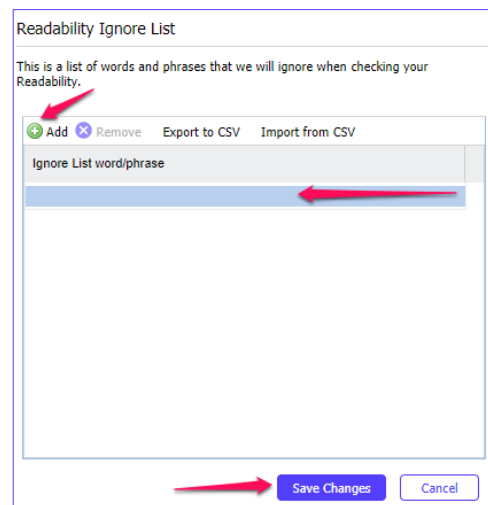 Readability Ignore List
This is a list of words and phrases that we will ignore when checking your
Readability.
Add Remove Export to CSV Import from CSV
Ignore List word/phrase
Save Changes Cancel